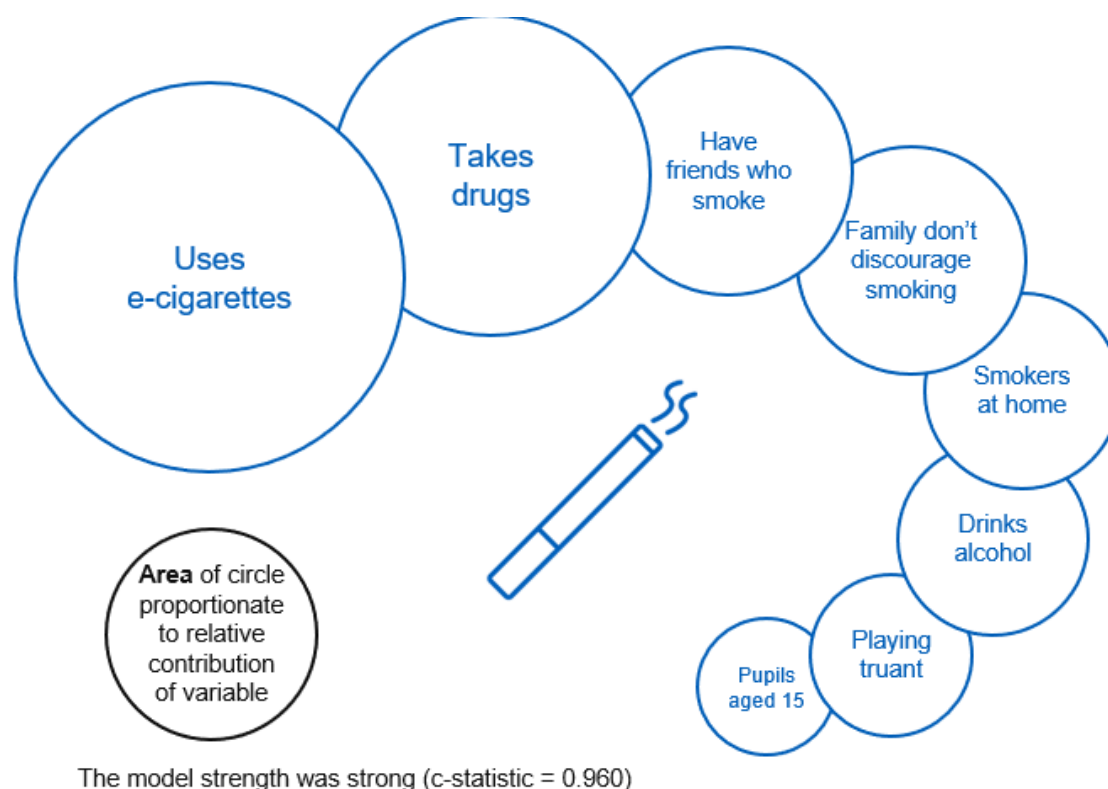 Uses
e-cigarettes
Takes
drugs
Have
friends who
smoke
Family don't
discourage
smoking
Smokers
at home
Drinks
alcohol
Playing
truant
Pupils
aged 15
Area of circle
proportionate
to relative
contribution
of variable
The model strength was strong (c-statistic = 0.960)